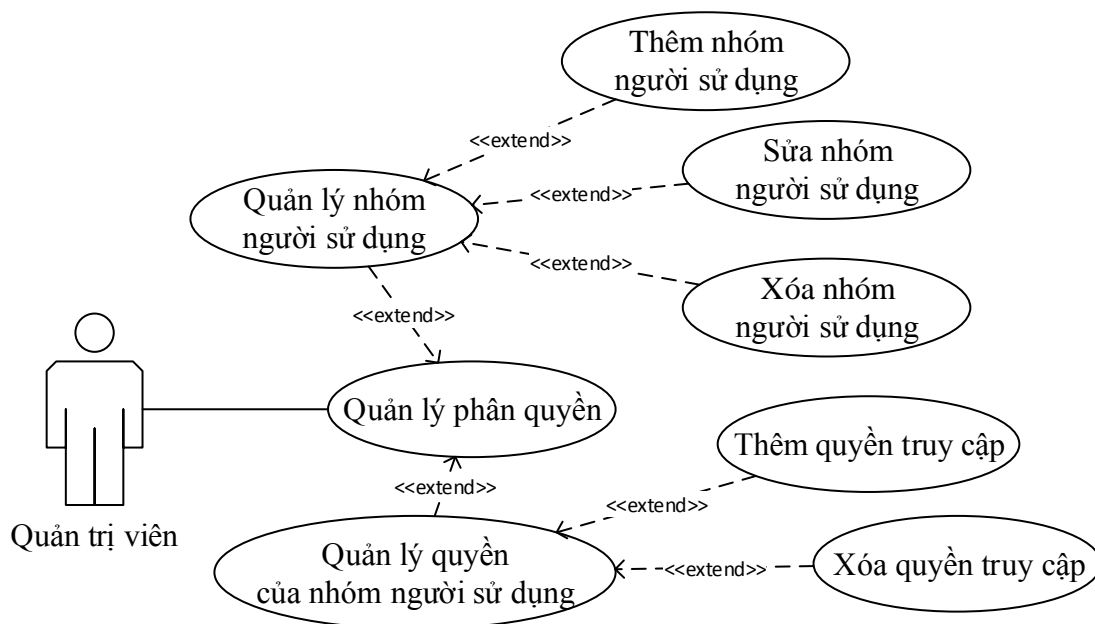 Thêm nhóm
người sử dụng
<<extend>>
Sửa nhóm
người sử dụng
<<extend>>
Quản lý nhóm
người sử dụng
<<extend>>
Xóa nhóm
người sử dụng
<<extend>>
Quản lý phân quyền
Thêm quyền truy cập
<<extend>>
<<extend>>
Quản trị viên
Quản lý quyền
của nhóm người sử dụng
<<extend>>
Xóa quyền truy cập